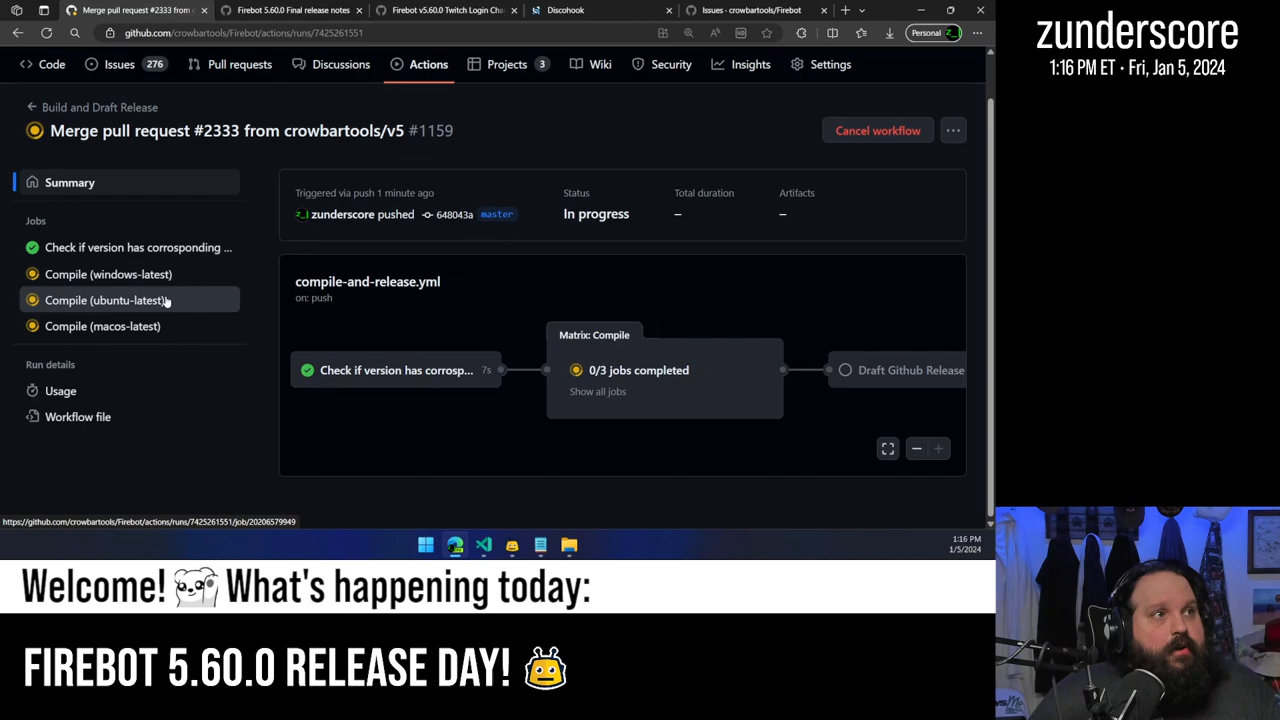 Merge pull request #2333 from
Firebot 5.60.0 Final release notes
Firebot v5.60.0 Twitch Login Cha
Discohook
Issues · crowbartools/Firebot
zunderscore
1:16 PM ET · Fri, Jan 5, 2024
github.com/crowbartools/Firebot/actions/runs/7425261551
Personal
Code
Issues 276
Pull requests
Discussions
Actions
Projects 3
Wiki
Security
Insights
Settings
Build and Draft Release
Merge pull request #2333 from crowbartools/v5 #1159
Cancel workflow
Summary
Jobs
Check if version has corrosponding ...
Compile (windows-latest)
Compile (ubuntu-latest)
Compile (macos-latest)
Run details
Usage
Workflow file
Triggered via push 1 minute ago
zunderscore pushed 648043a master
Status
In progress
Total duration
–
Artifacts
–
compile-and-release.yml
on: push
Matrix: Compile
Check if version has corrosp... 7s
0/3 jobs completed
Show all jobs
Draft Github Release
https://github.com/crowbartools/Firebot/actions/runs/7425261551/job/20206579949
1:16 PM
1/5/2024
Welcome! What's happening today:
FIREBOT 5.60.0 RELEASE DAY!